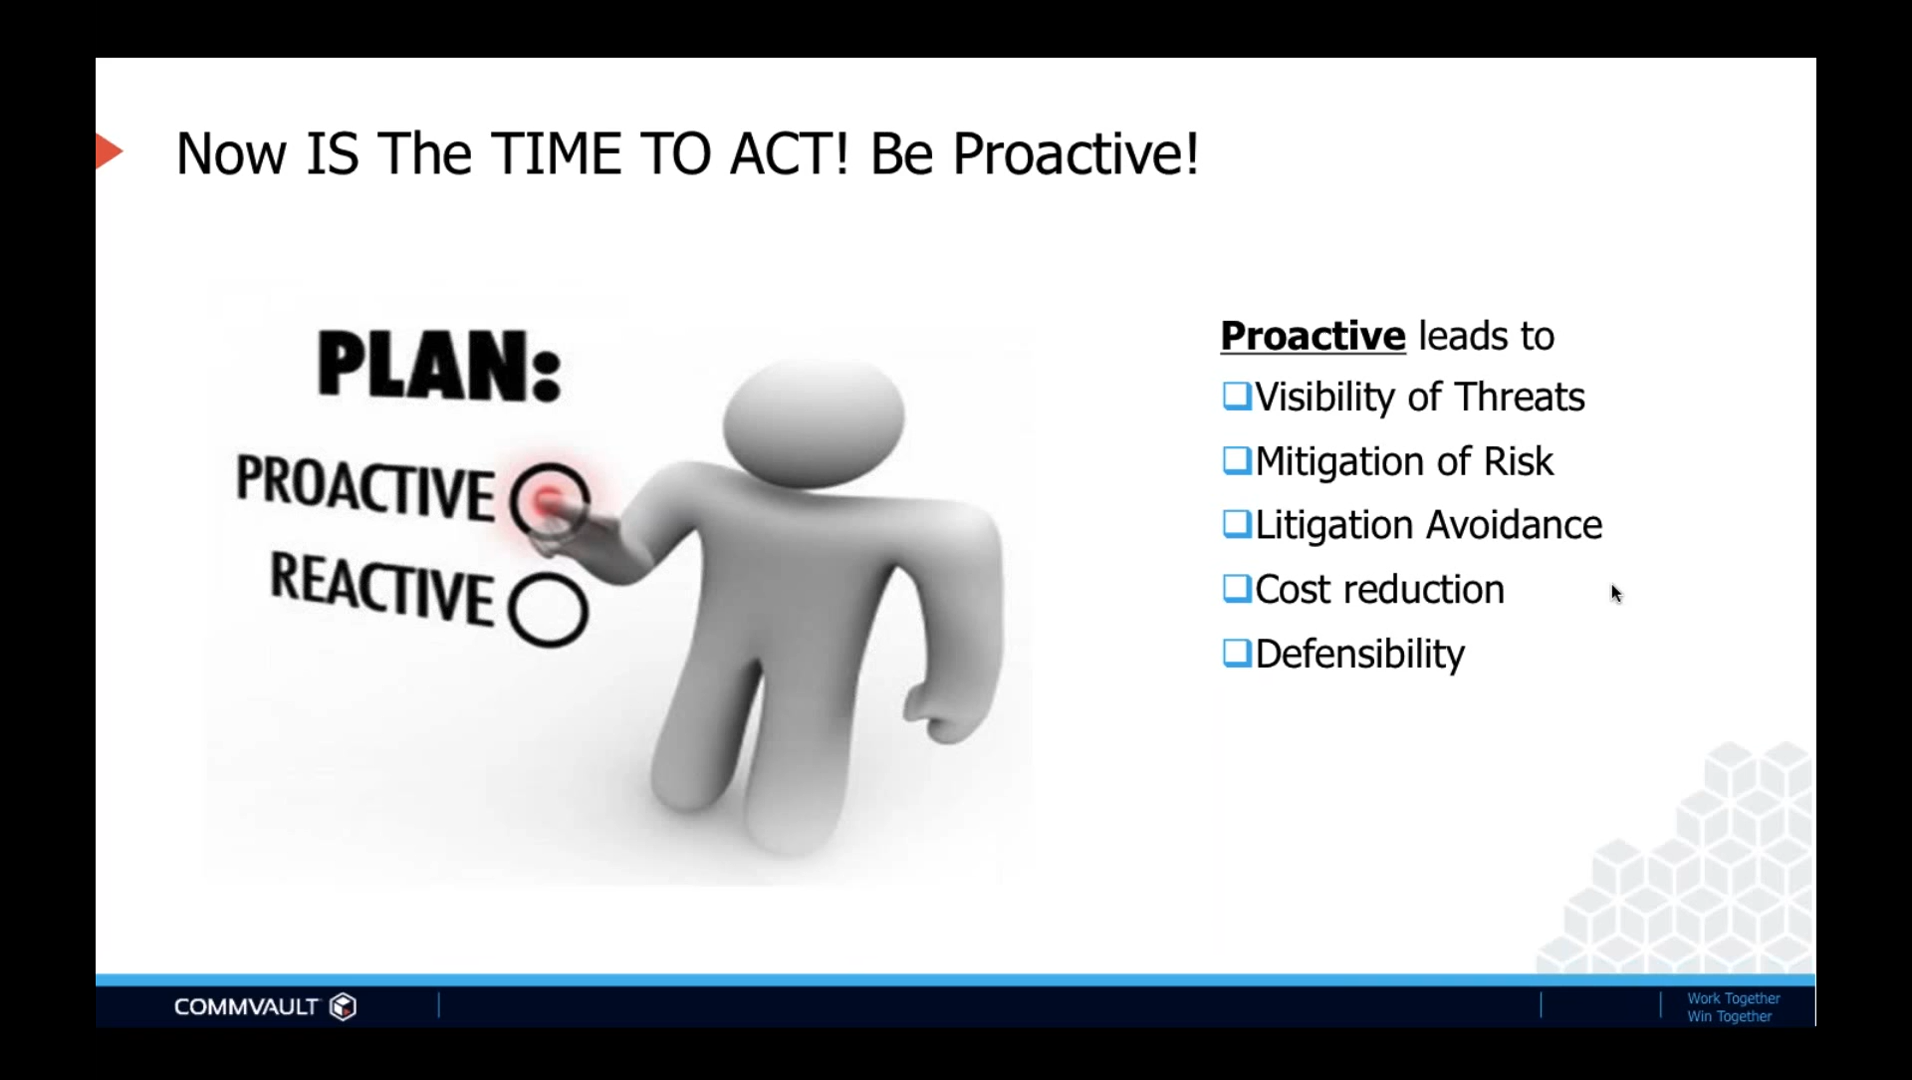 Now IS The TIME TO ACT! Be Proactive!
PLAN:
PROACTIVE
REACTIVE
Proactive leads to
Visibility of Threats
Mitigation of Risk
Litigation Avoidance
Cost reduction
Defensibility
COMMVAULT
Work Together
Win Together